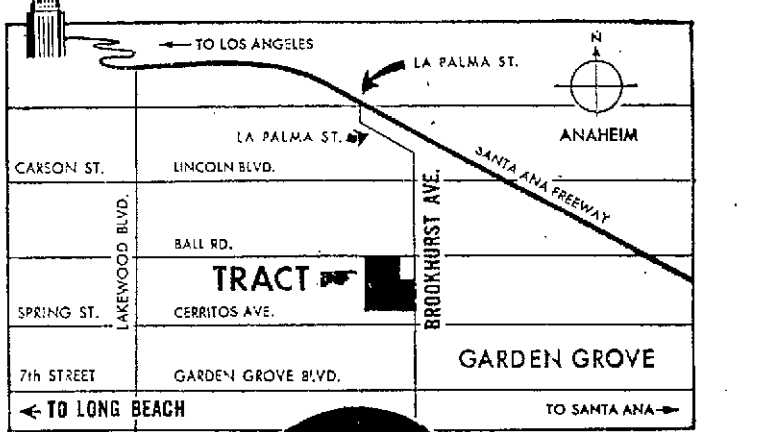 TO LOS ANGELES
N
LA PALMA ST.
ANAHEIM
LA PALMA ST.
SANTA ANA FREEWAY
CARSON ST.
LINCOLN BLVD.
LAKEWOOD BLVD.
BROOKHURST AVE.
BALL RD.
TRACT
SPRING ST.
CERRITOS AVE.
GARDEN GROVE
7th STREET
GARDEN GROVE BLVD.
TO LONG BEACH
TO SANTA ANA